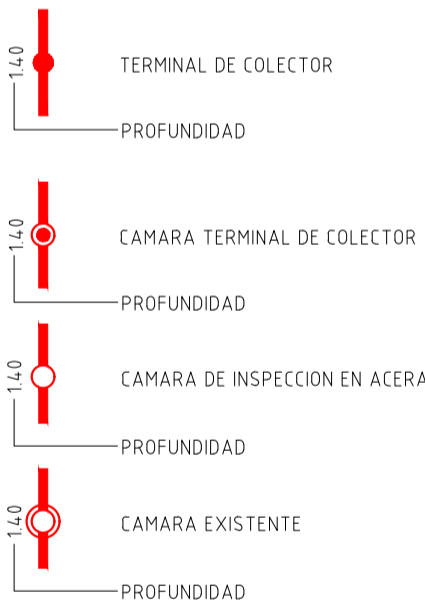 1.40
TERMINAL DE COLECTOR
PROFUNDIDAD
1.40
CAMARA TERMINAL DE COLECTOR
PROFUNDIDAD
1.40
CAMARA DE INSPECCION EN ACERA
PROFUNDIDAD
1.40
CAMARA EXISTENTE
PROFUNDIDAD